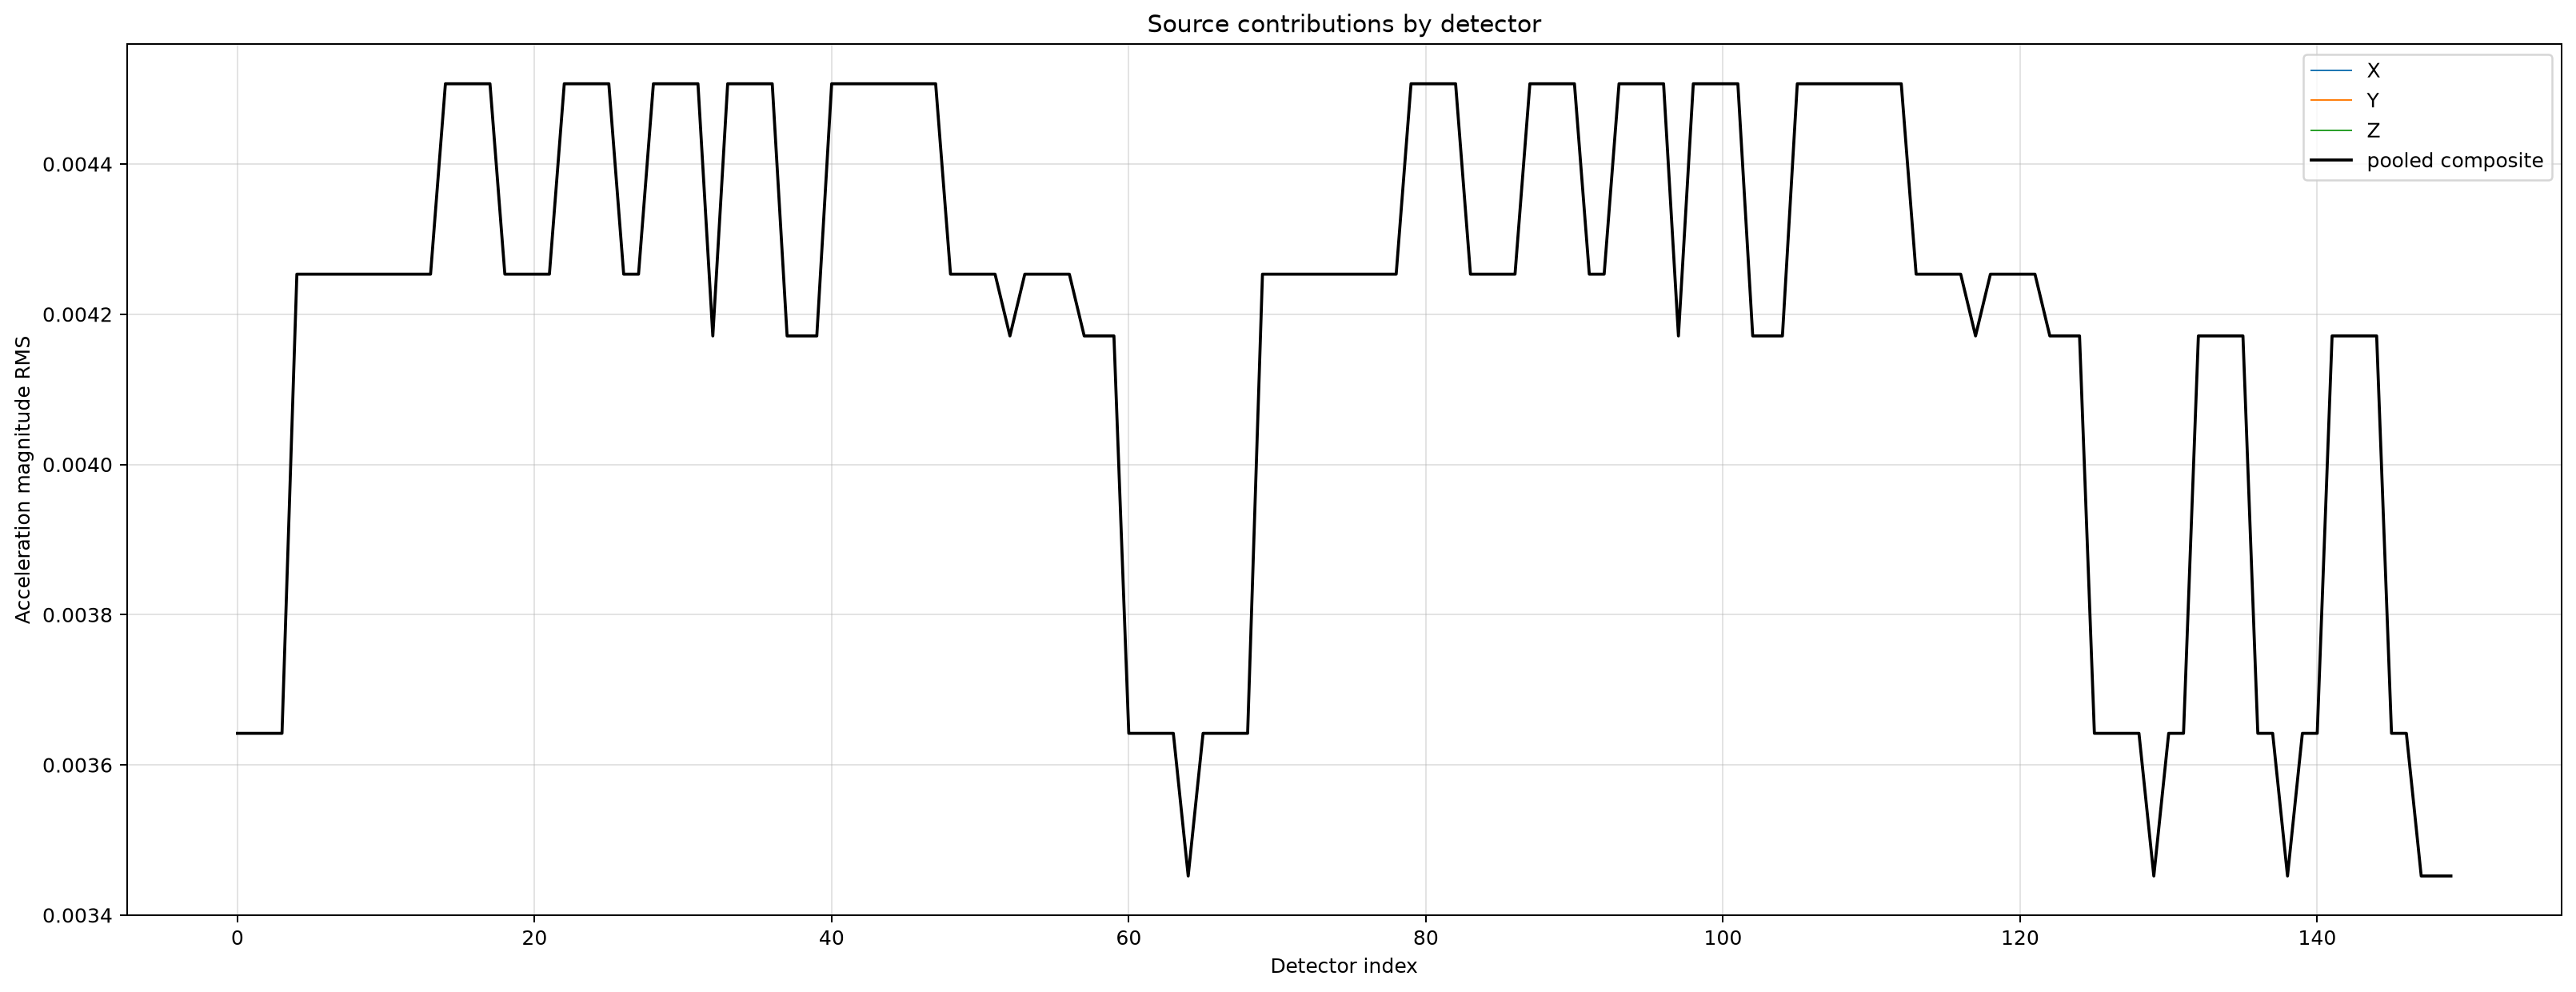 Source contributions by detector
X
Y
Z
pooled composite
Acceleration magnitude RMS
0.0044
0.0042
0.0040
0.0038
0.0036
0.0034
0 20 40 60 80 100 120 140
Detector index